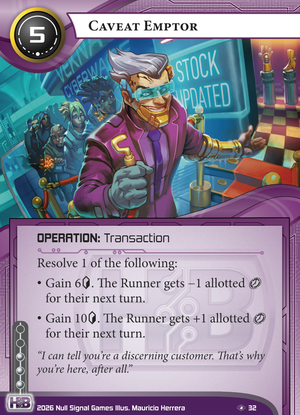 5
Caveat Emptor
CYBERWARE
STOCK
UPDATED
OPERATION: Transaction
Resolve 1 of the following:
• Gain 6. The Runner gets −1 allotted
for their next turn.
• Gain 10. The Runner gets +1 allotted
for their next turn.
“I can tell you’re a discerning customer. That’s why
you’re here, after all.”
HB
2026 Null Signal Games Illus. Mauricio Herrera
32